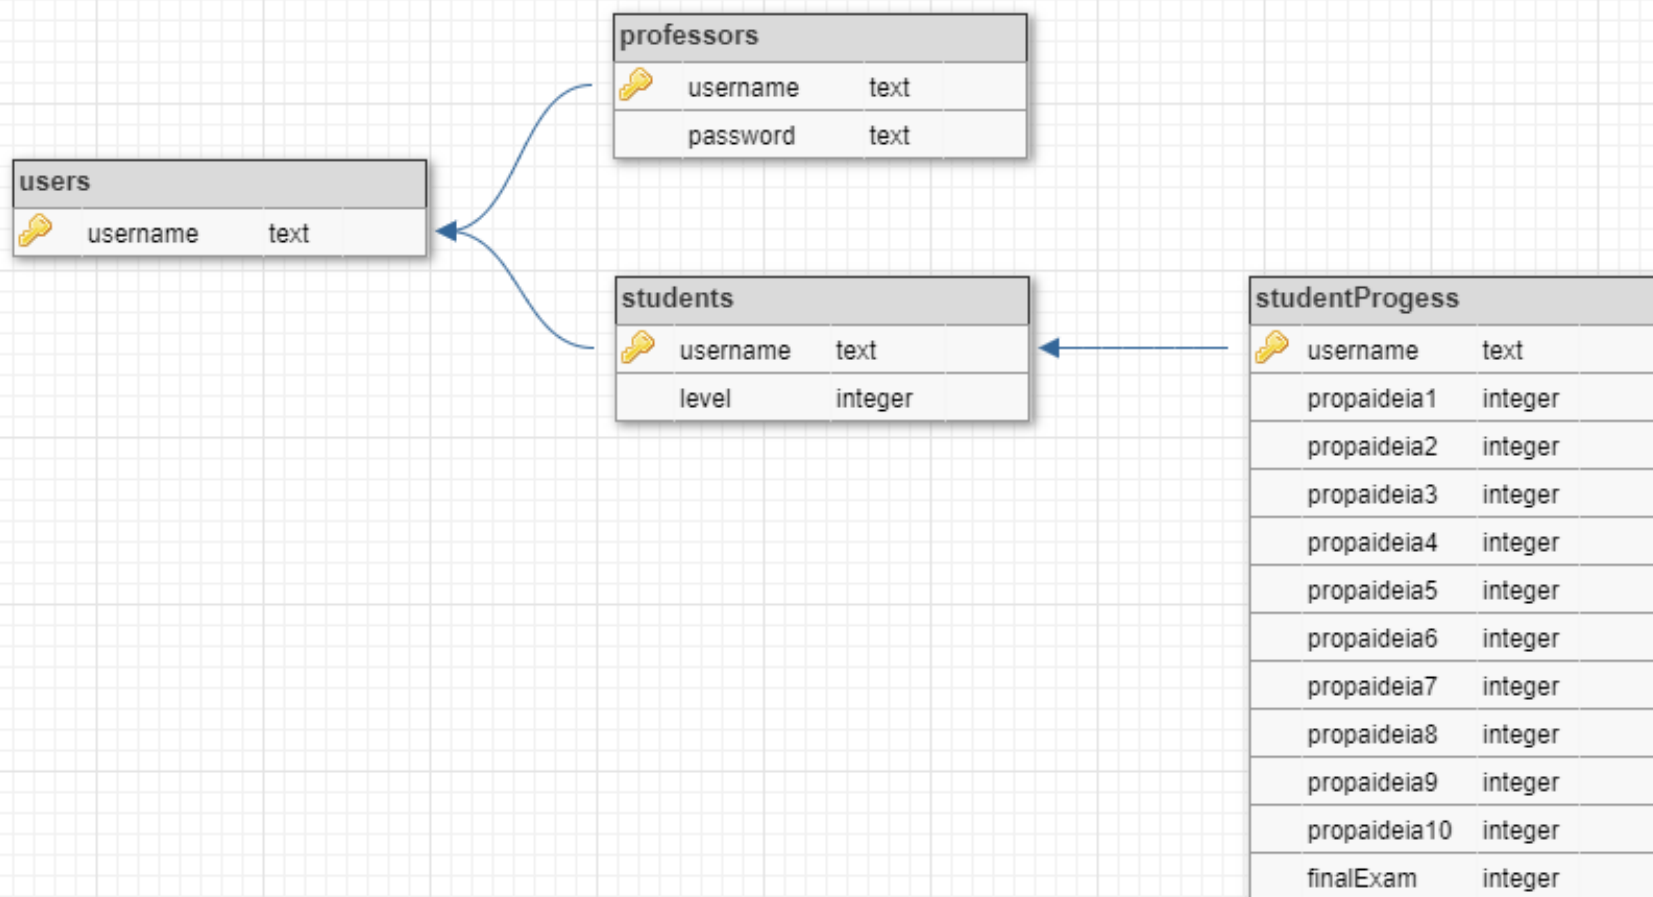 professors
username text
password text
users
username text
students
username text
level integer
studentProgess
username text
propaideia1 integer
propaideia2 integer
propaideia3 integer
propaideia4 integer
propaideia5 integer
propaideia6 integer
propaideia7 integer
propaideia8 integer
propaideia9 integer
propaideia10 integer
finalExam integer